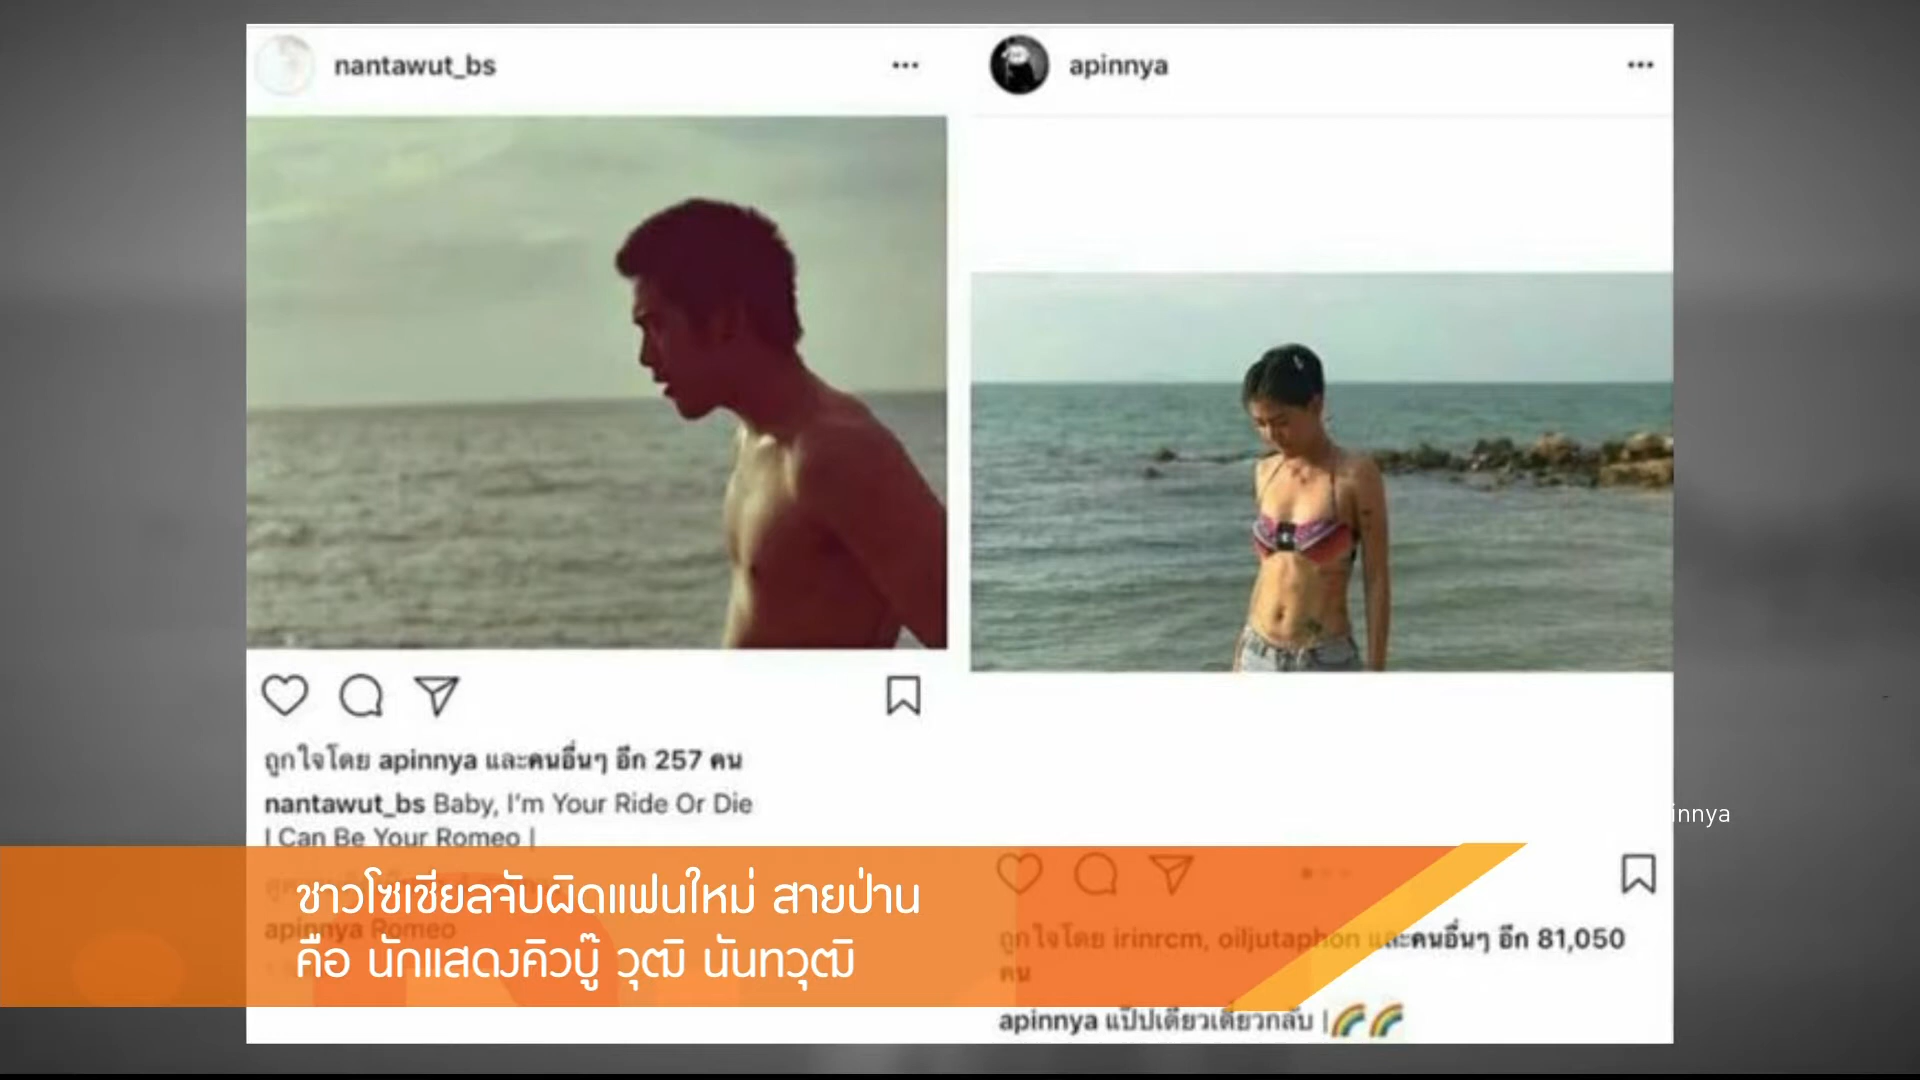 nantawut_bs
apinnya
ถูกใจโดย apinnya และคนอื่นๆ อีก 257 คน
nantawut_bs Baby, I'm Your Ride Or Die
I Can Be Your Romeo |
apinnya Romeo
innya
ชาวโซเชียลจับผิดแฟนใหม่ สายป่าน
คือ นักแสดงคิวบู๊ วุฒิ นันทวุฒิ
ถูกใจโดย irinrcm, oiljutaphon และคนอื่นๆ อีก 81,050
คน
apinnya แป๊ปเดียวเดี๋ยวกลับ |🌈🌈